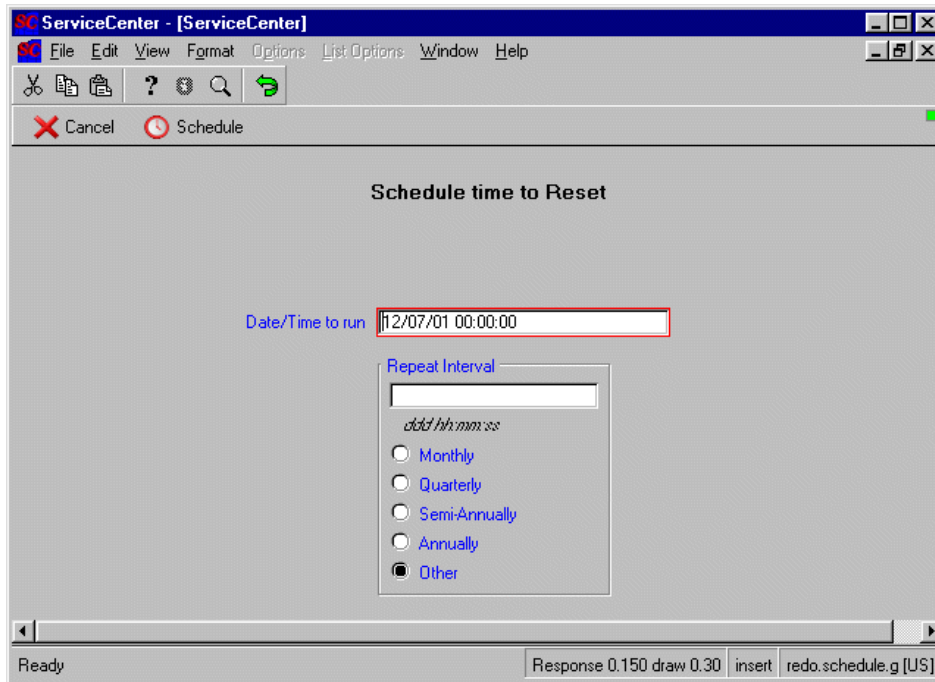 SC ServiceCenter - [ServiceCenter]
SC File Edit View Format Options List Options Window Help
?
Cancel Schedule
Schedule time to Reset
Date/Time to run 12/07/01 00:00:00
Repeat Interval
ddd hh:mm:ss
Monthly
Quarterly
Semi-Annually
Annually
Other
Ready Response 0.150 draw 0.30 insert redo.schedule.g [US]